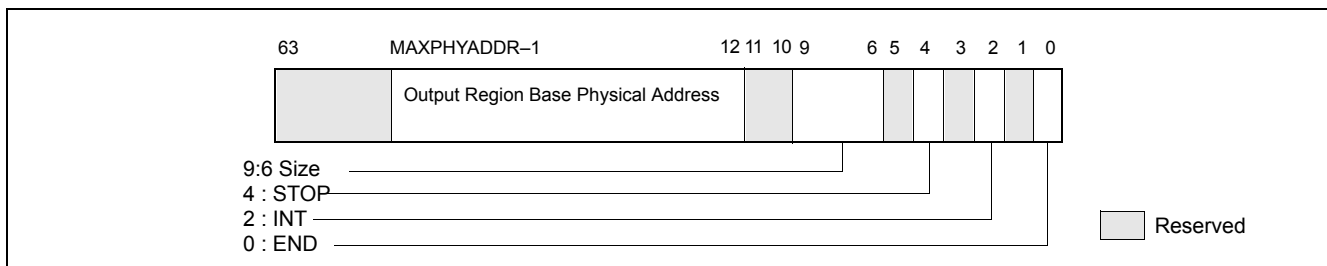 63 MAXPHYADDR–1 12 11 10 9 6 5 4 3 2 1 0
Output Region Base Physical Address
9:6 Size
4 : STOP
2 : INT
0 : END
Reserved